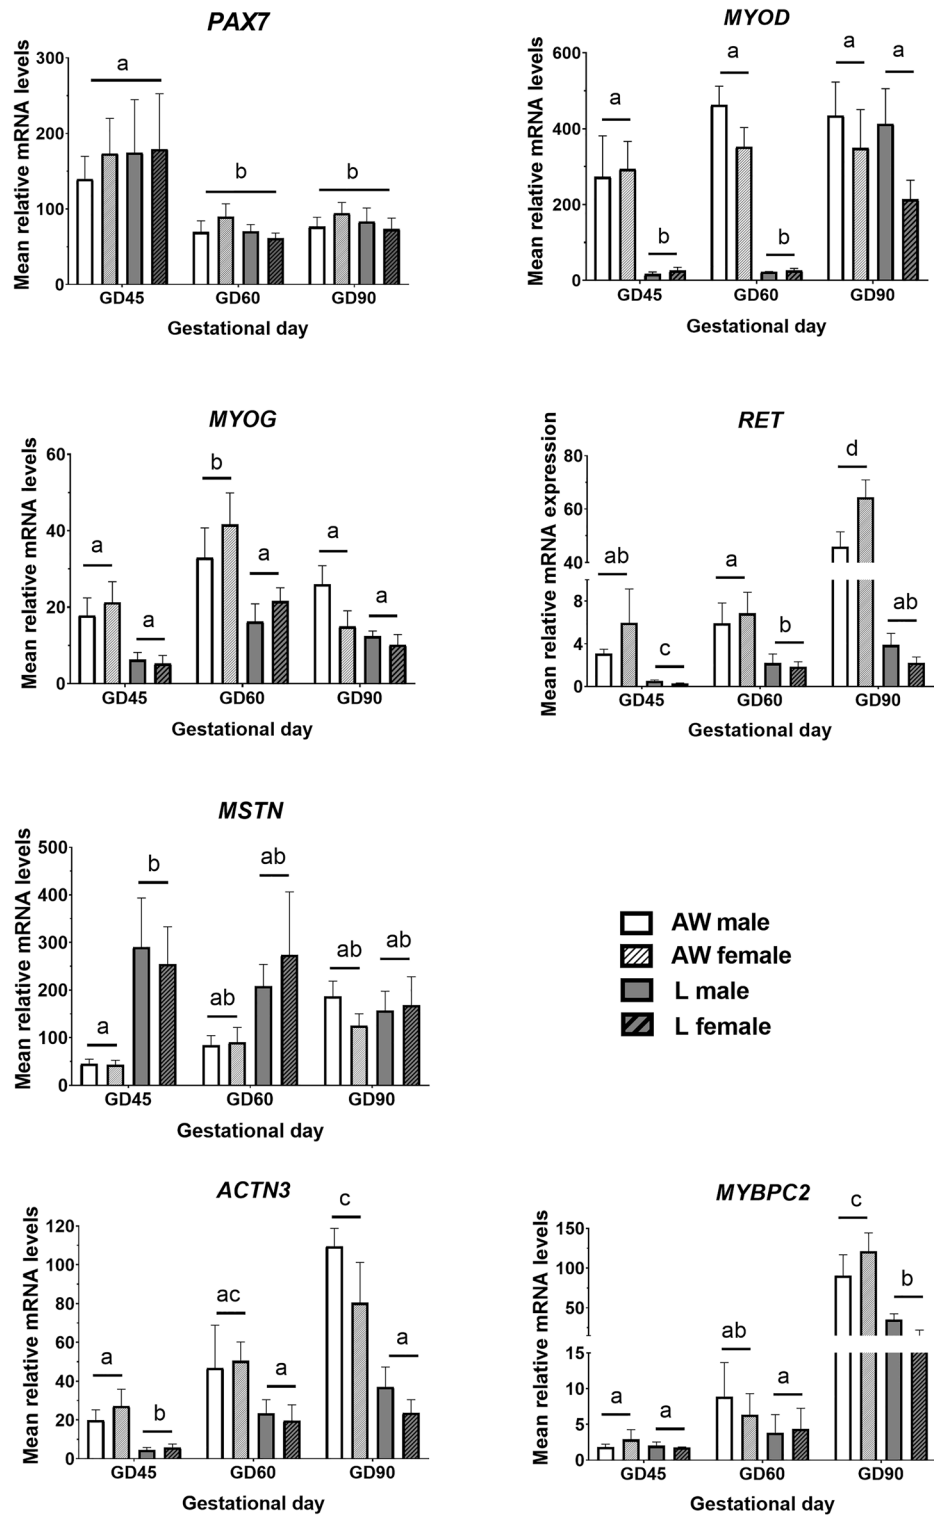 PAX7
Mean relative mRNA levels
300
200
100
0
a
b
b
GD45 GD60 GD90
Gestational day
MYOD
Mean relative mRNA levels
600
400
200
0
a
b
a
b
a
a
GD45 GD60 GD90
Gestational day
MYOG
Mean relative mRNA levels
60
40
20
0
a
a
b
a
a
a
GD45 GD60 GD90
Gestational day
RET
Mean relative mRNA expression
80
60
40
8
4
0
ab
c
a
b
d
ab
GD45 GD60 GD90
Gestational day
MSTN
Mean relative mRNA levels
500
400
300
200
100
0
a
b
ab
ab
ab
ab
GD45 GD60 GD90
Gestational day
AW male
AW female
L male
L female
ACTN3
Mean relative mRNA levels
120
100
80
60
40
20
0
a
b
ac
a
c
a
GD45 GD60 GD90
Gestational day
MYBPC2
Mean relative mRNA levels
150
100
50
15
10
5
0
a
a
ab
a
c
b
GD45 GD60 GD90
Gestational day